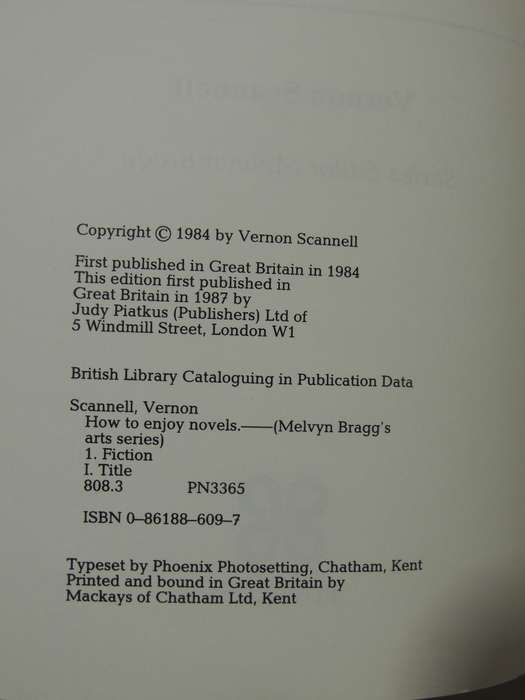 Copyright © 1984 by Vernon Scannell
First published in Great Britain in 1984
This edition first published in
Great Britain in 1987 by
Judy Piatkus (Publishers) Ltd of
5 Windmill Street, London W1
British Library Cataloguing in Publication Data
Scannell, Vernon
How to enjoy novels.——(Melvyn Bragg's
arts series)
1. Fiction
I. Title
808.3 PN3365
ISBN 0–86188–609–7
Typeset by Phoenix Photosetting, Chatham, Kent
Printed and bound in Great Britain by
Mackays of Chatham Ltd, Kent